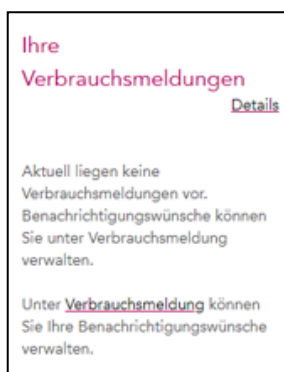 Ihre
Verbrauchsmeldungen
Details
Aktuell liegen keine
Verbrauchsmeldungen vor.
Benachrichtigungswünsche können
Sie unter Verbrauchsmeldung
verwalten.
Unter Verbrauchsmeldung können
Sie Ihre Benachrichtigungswünsche
verwalten.